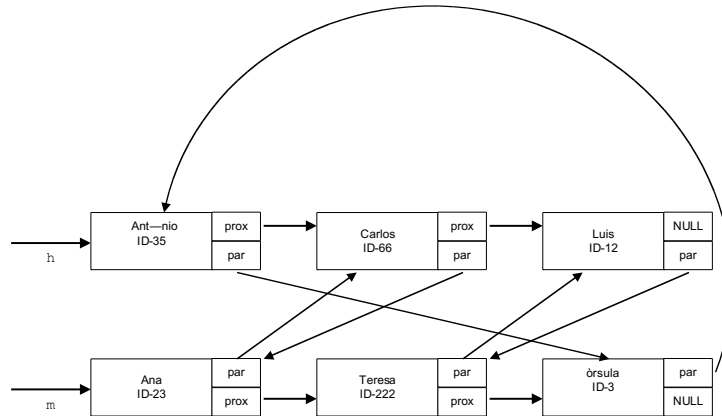 Ant—nio
ID-35
prox
par
Carlos
ID-66
prox
par
Luis
ID-12
NULL
par
h
Ana
ID-23
par
prox
Teresa
ID-222
par
prox
òrsula
ID-3
par
NULL
m